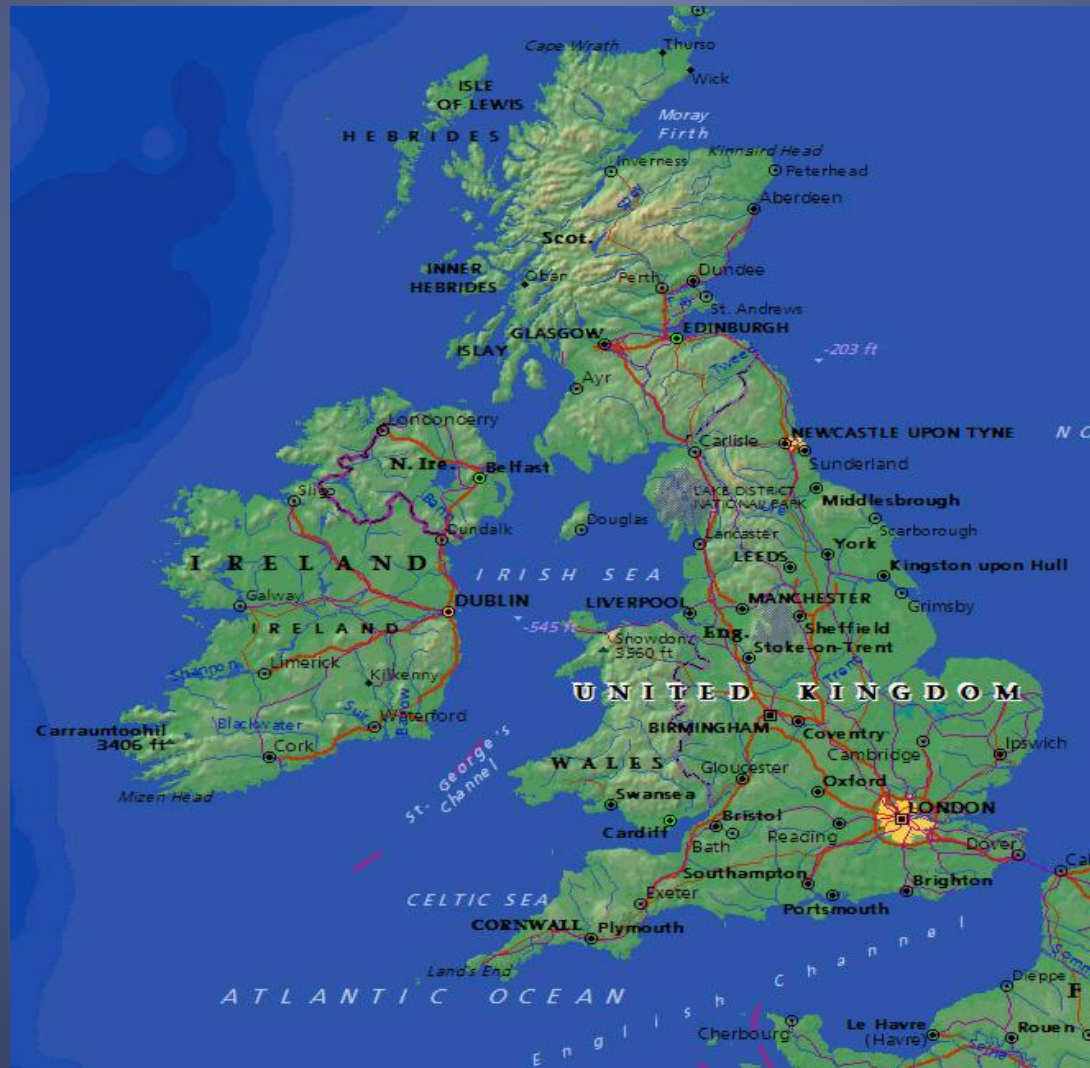 Cape Wrath
Thurso
Wick
ISLE
OF LEWIS
HEBRIDES
Moray
Firth
Kinnaird Head
Inverness
Peterhead
Spey
Aberdeen
Scot.
INNER
HEBRIDES
Oban
Perth
Dundee
Tay
St. Andrews
GLASGOW
EDINBURGH
ISLAY
-203 ft
Tweed
Ayr
Londonderry
Carlisle
NEWCASTLE UPON TYNE
N. Ire.
Belfast
Sunderland
Sligo
Bann
LAKE DISTRICT
NATIONAL PARK
Middlesbrough
Douglas
Scarborough
Dundalk
Lancaster
York
IRELAND
LEEDS
IRISH SEA
Kingston upon Hull
Galway
DUBLIN
LIVERPOOL
MANCHESTER
Grimsby
IRELAND
-545 ft
Eng.
Sheffield
Snowdon
3560 ft
Stoke-on-Trent
Shannon
Limerick
Kilkenny
Trent
UNITED KINGDOM
Suir
Barrow
Waterford
Blackwater
Carrauntoohil
3406 ft
BIRMINGHAM
Coventry
Cork
St. George's
Channel
Cambridge
Ipswich
WALES
Gloucester
Mizen Head
Swansea
Oxford
LONDON
Cardiff
Bristol
Bath
Reading
Dover
Southampton
Brighton
CELTIC SEA
Exeter
Portsmouth
CORNWALL
Plymouth
Land's End
English Channel
ATLANTIC OCEAN
Dieppe
Cherbourg
Le Havre
(Havre)
Rouen
Seine